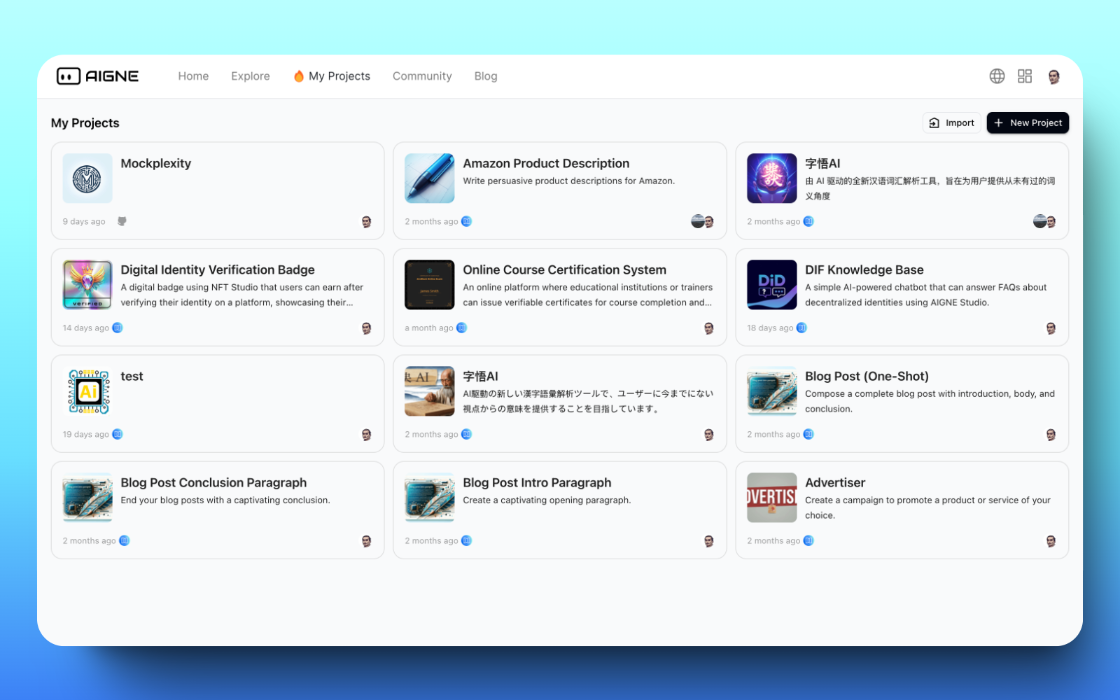 AIGNE
Home
Explore
My Projects
Community
Blog
My Projects
Import
+ New Project
Mockplexity
9 days ago
Amazon Product Description
Write persuasive product descriptions for Amazon.
2 months ago
字悟AI
由 AI 驱动的全新汉语词汇解析工具，旨在为用户提供从未有过的词
义角度
2 months ago
VERIFIED
Digital Identity Verification Badge
A digital badge using NFT Studio that users can earn after
verifying their identity on a platform, showcasing their...
14 days ago
Online Course Certification System
An online platform where educational institutions or trainers
can issue verifiable certificates for course completion and...
a month ago
DiD
DIF Knowledge Base
A simple AI-powered chatbot that can answer FAQs about
decentralized identities using AIGNE Studio.
18 days ago
Ai
test
19 days ago
AI
字悟AI
AI駆動の新しい漢字語彙解析ツールで、ユーザーに今までにない
視点からの意味を提供することを目指しています。
2 months ago
Blog Post (One-Shot)
Compose a complete blog post with introduction, body, and
conclusion.
2 months ago
Blog Post Conclusion Paragraph
End your blog posts with a captivating conclusion.
2 months ago
Blog Post Intro Paragraph
Create a captivating opening paragraph.
2 months ago
OVERTISI
Advertiser
Create a campaign to promote a product or service of your
choice.
2 months ago